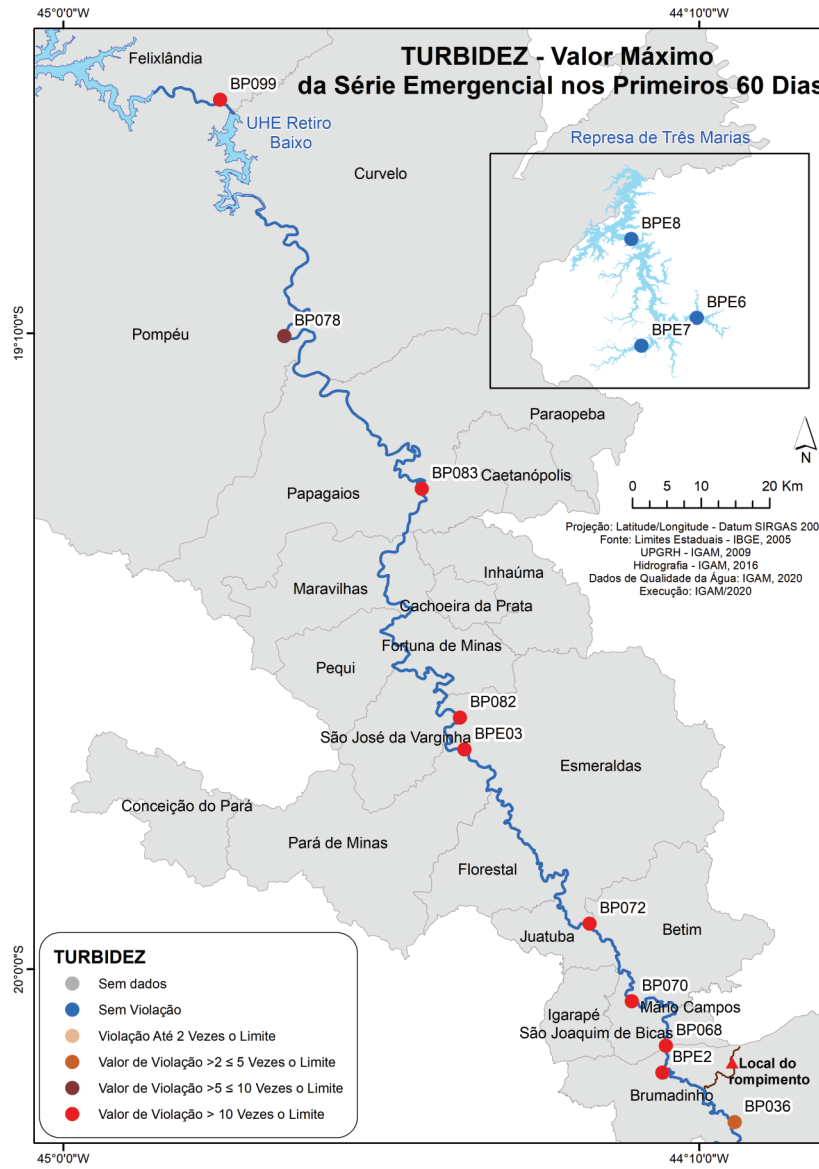 45°0'0"W
44°10'0"W
TURBIDEZ - Valor Máximo
da Série Emergencial nos Primeiros 60 Dias
Felixlândia
BP099
UHE Retiro
Baixo
Represa de Três Marias
Curvelo
BPE8
BPE6
BPE7
19°10'0"S
Pompéu
BP078
Paraopeba
N
BP083
Caetanópolis
Papagaios
0 5 10 20 Km
Projeção: Latitude/Longitude - Datum SIRGAS 200
Fonte: Limites Estaduais - IBGE, 2005
UPGRH - IGAM, 2009
Hidrografia - IGAM, 2016
Dados de Qualidade da Água: IGAM, 2020
Execução: IGAM/2020
Inhaúma
Maravilhas
Cachoeira da Prata
Fortuna de Minas
Pequi
BP082
São José da Varginha
BPE03
Esmeraldas
Conceição do Pará
Pará de Minas
Florestal
BP072
Juatuba
Betim
20°0'0"S
BP070
Mário Campos
Igarapé
São Joaquim de Bicas
BP068
BPE2
Local do
rompimento
Brumadinho
BP036
TURBIDEZ
Sem dados
Sem Violação
Violação Até 2 Vezes o Limite
Valor de Violação >2 ≤ 5 Vezes o Limite
Valor de Violação >5 ≤ 10 Vezes o Limite
Valor de Violação > 10 Vezes o Limite
45°0'0"W
44°10'0"W